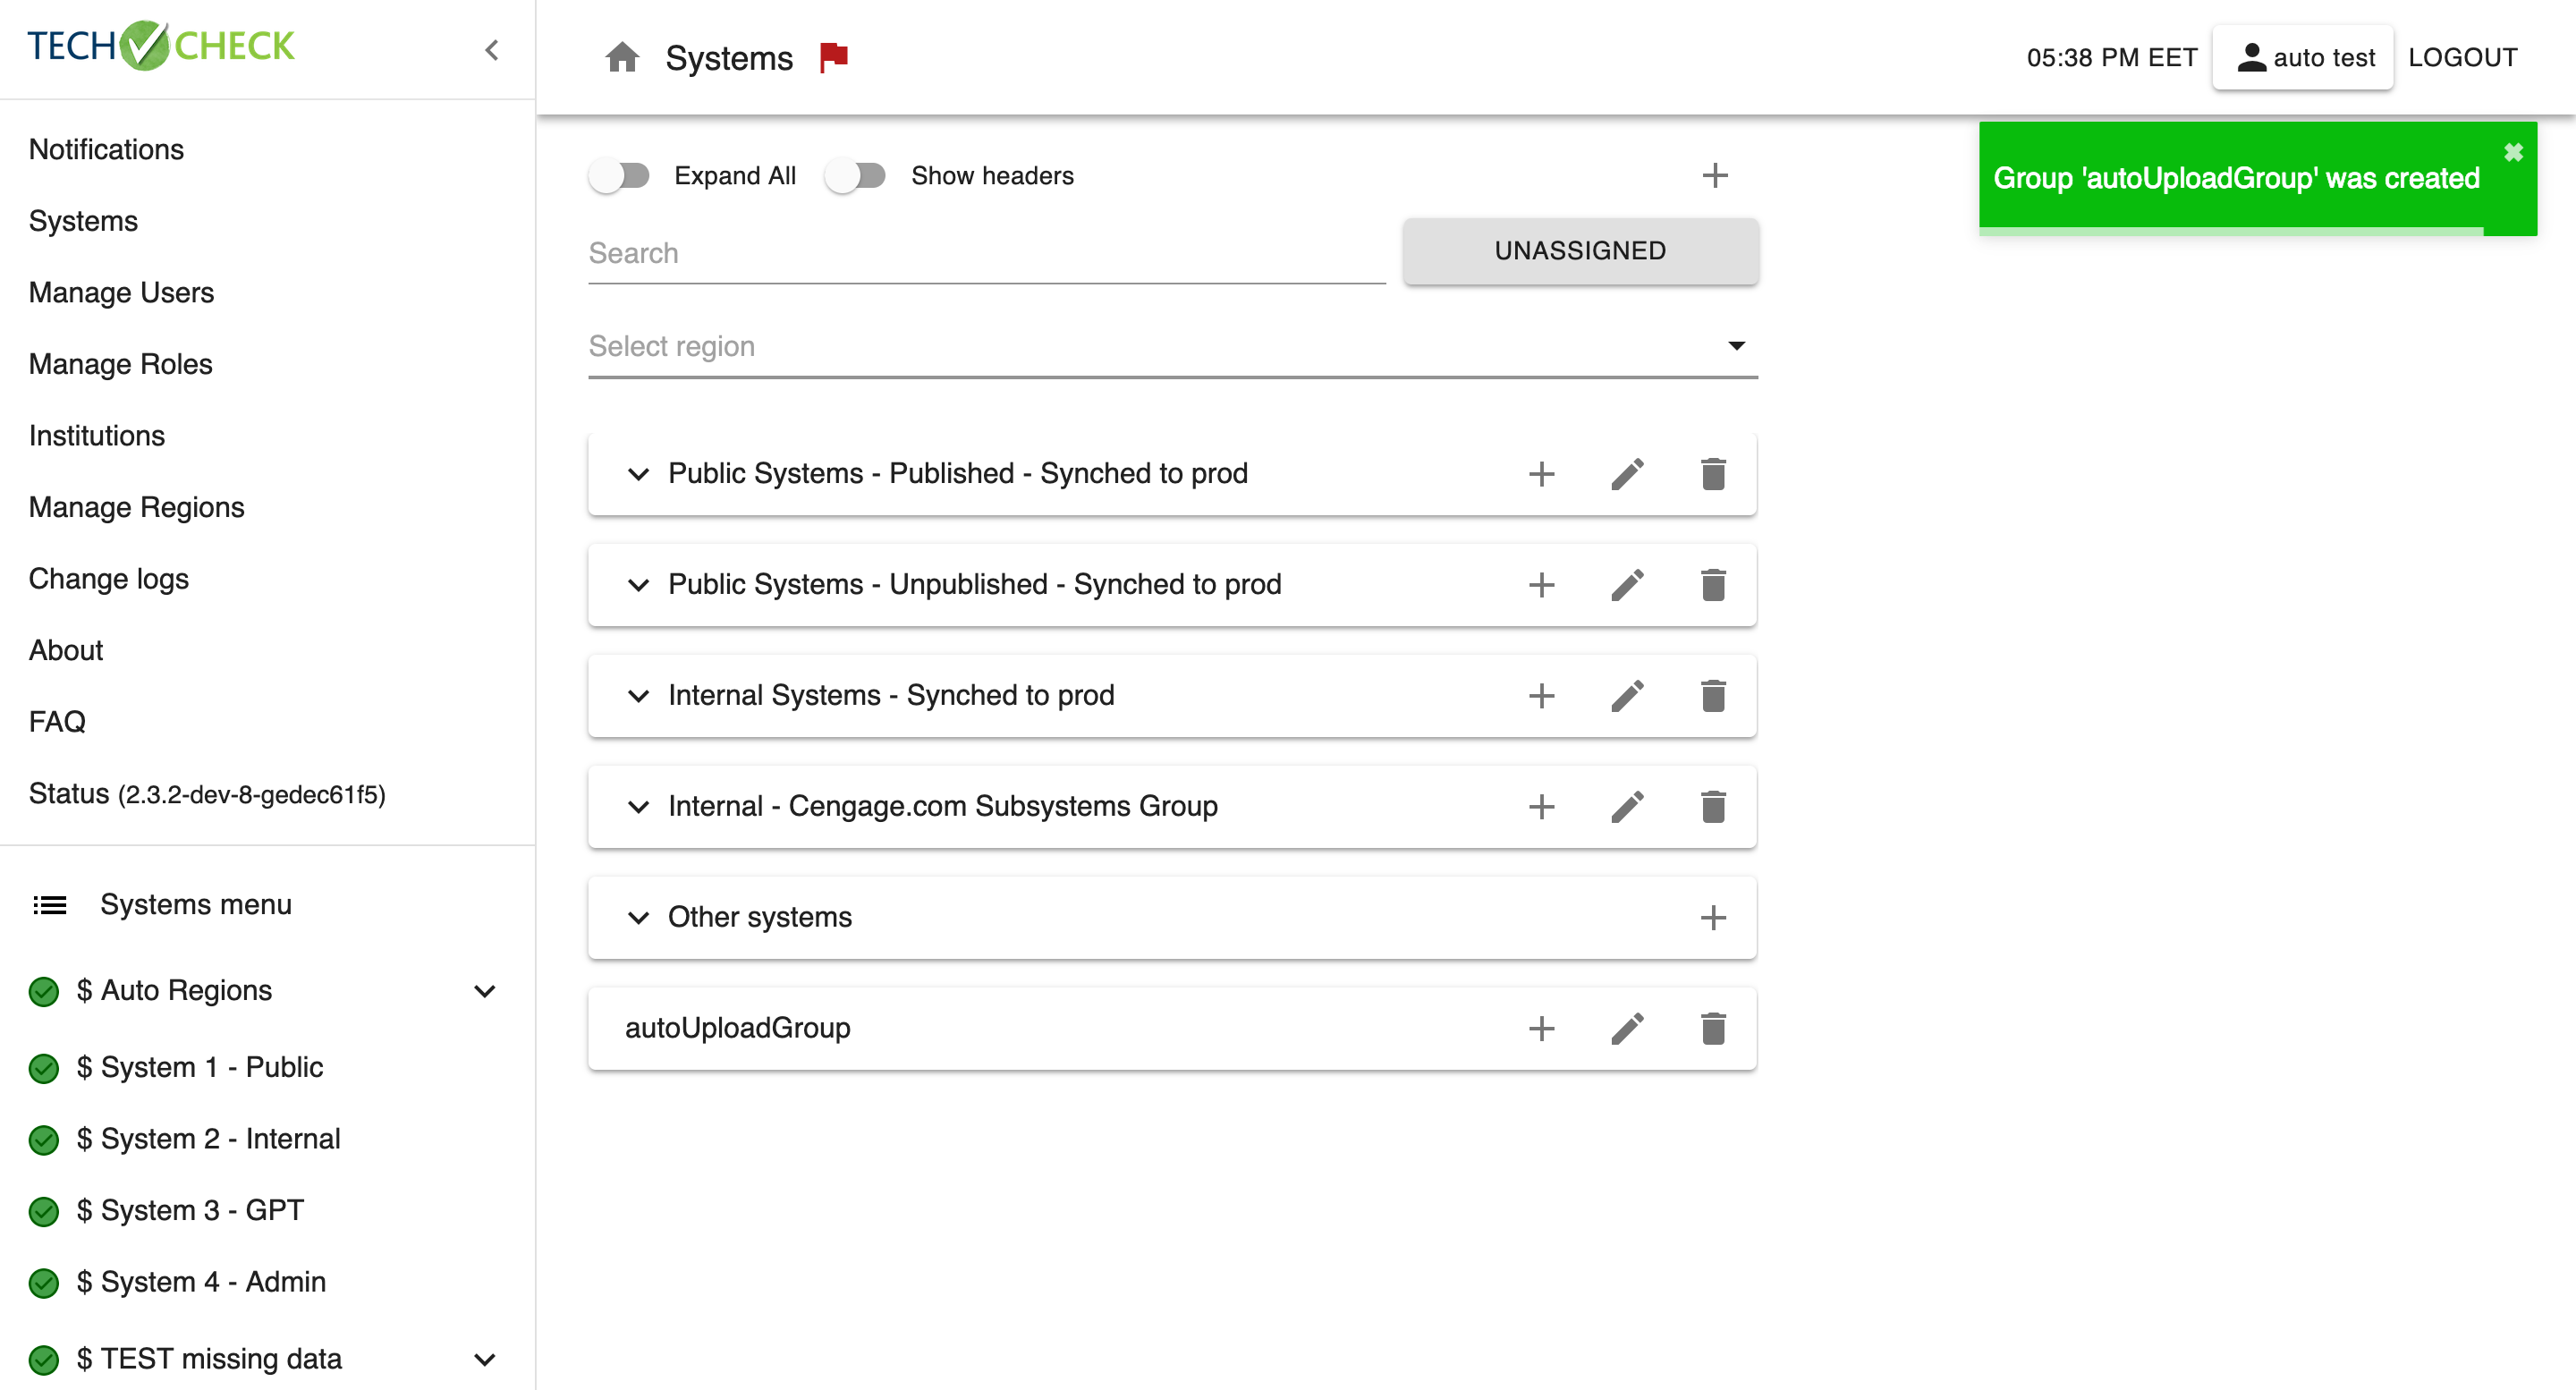 TECH CHECK
Notifications
Systems
Manage Users
Manage Roles
Institutions
Manage Regions
Change logs
About
FAQ
Status (2.3.2-dev-8-gedec61f5)
Systems menu
$ Auto Regions
$ System 1 - Public
$ System 2 - Internal
$ System 3 - GPT
$ System 4 - Admin
$ TEST missing data
Systems
05:38 PM EET
auto test
LOGOUT
Group 'autoUploadGroup' was created
Expand All
Show headers
Search
UNASSIGNED
Select region
Public Systems - Published - Synched to prod
Public Systems - Unpublished - Synched to prod
Internal Systems - Synched to prod
Internal - Cengage.com Subsystems Group
Other systems
autoUploadGroup